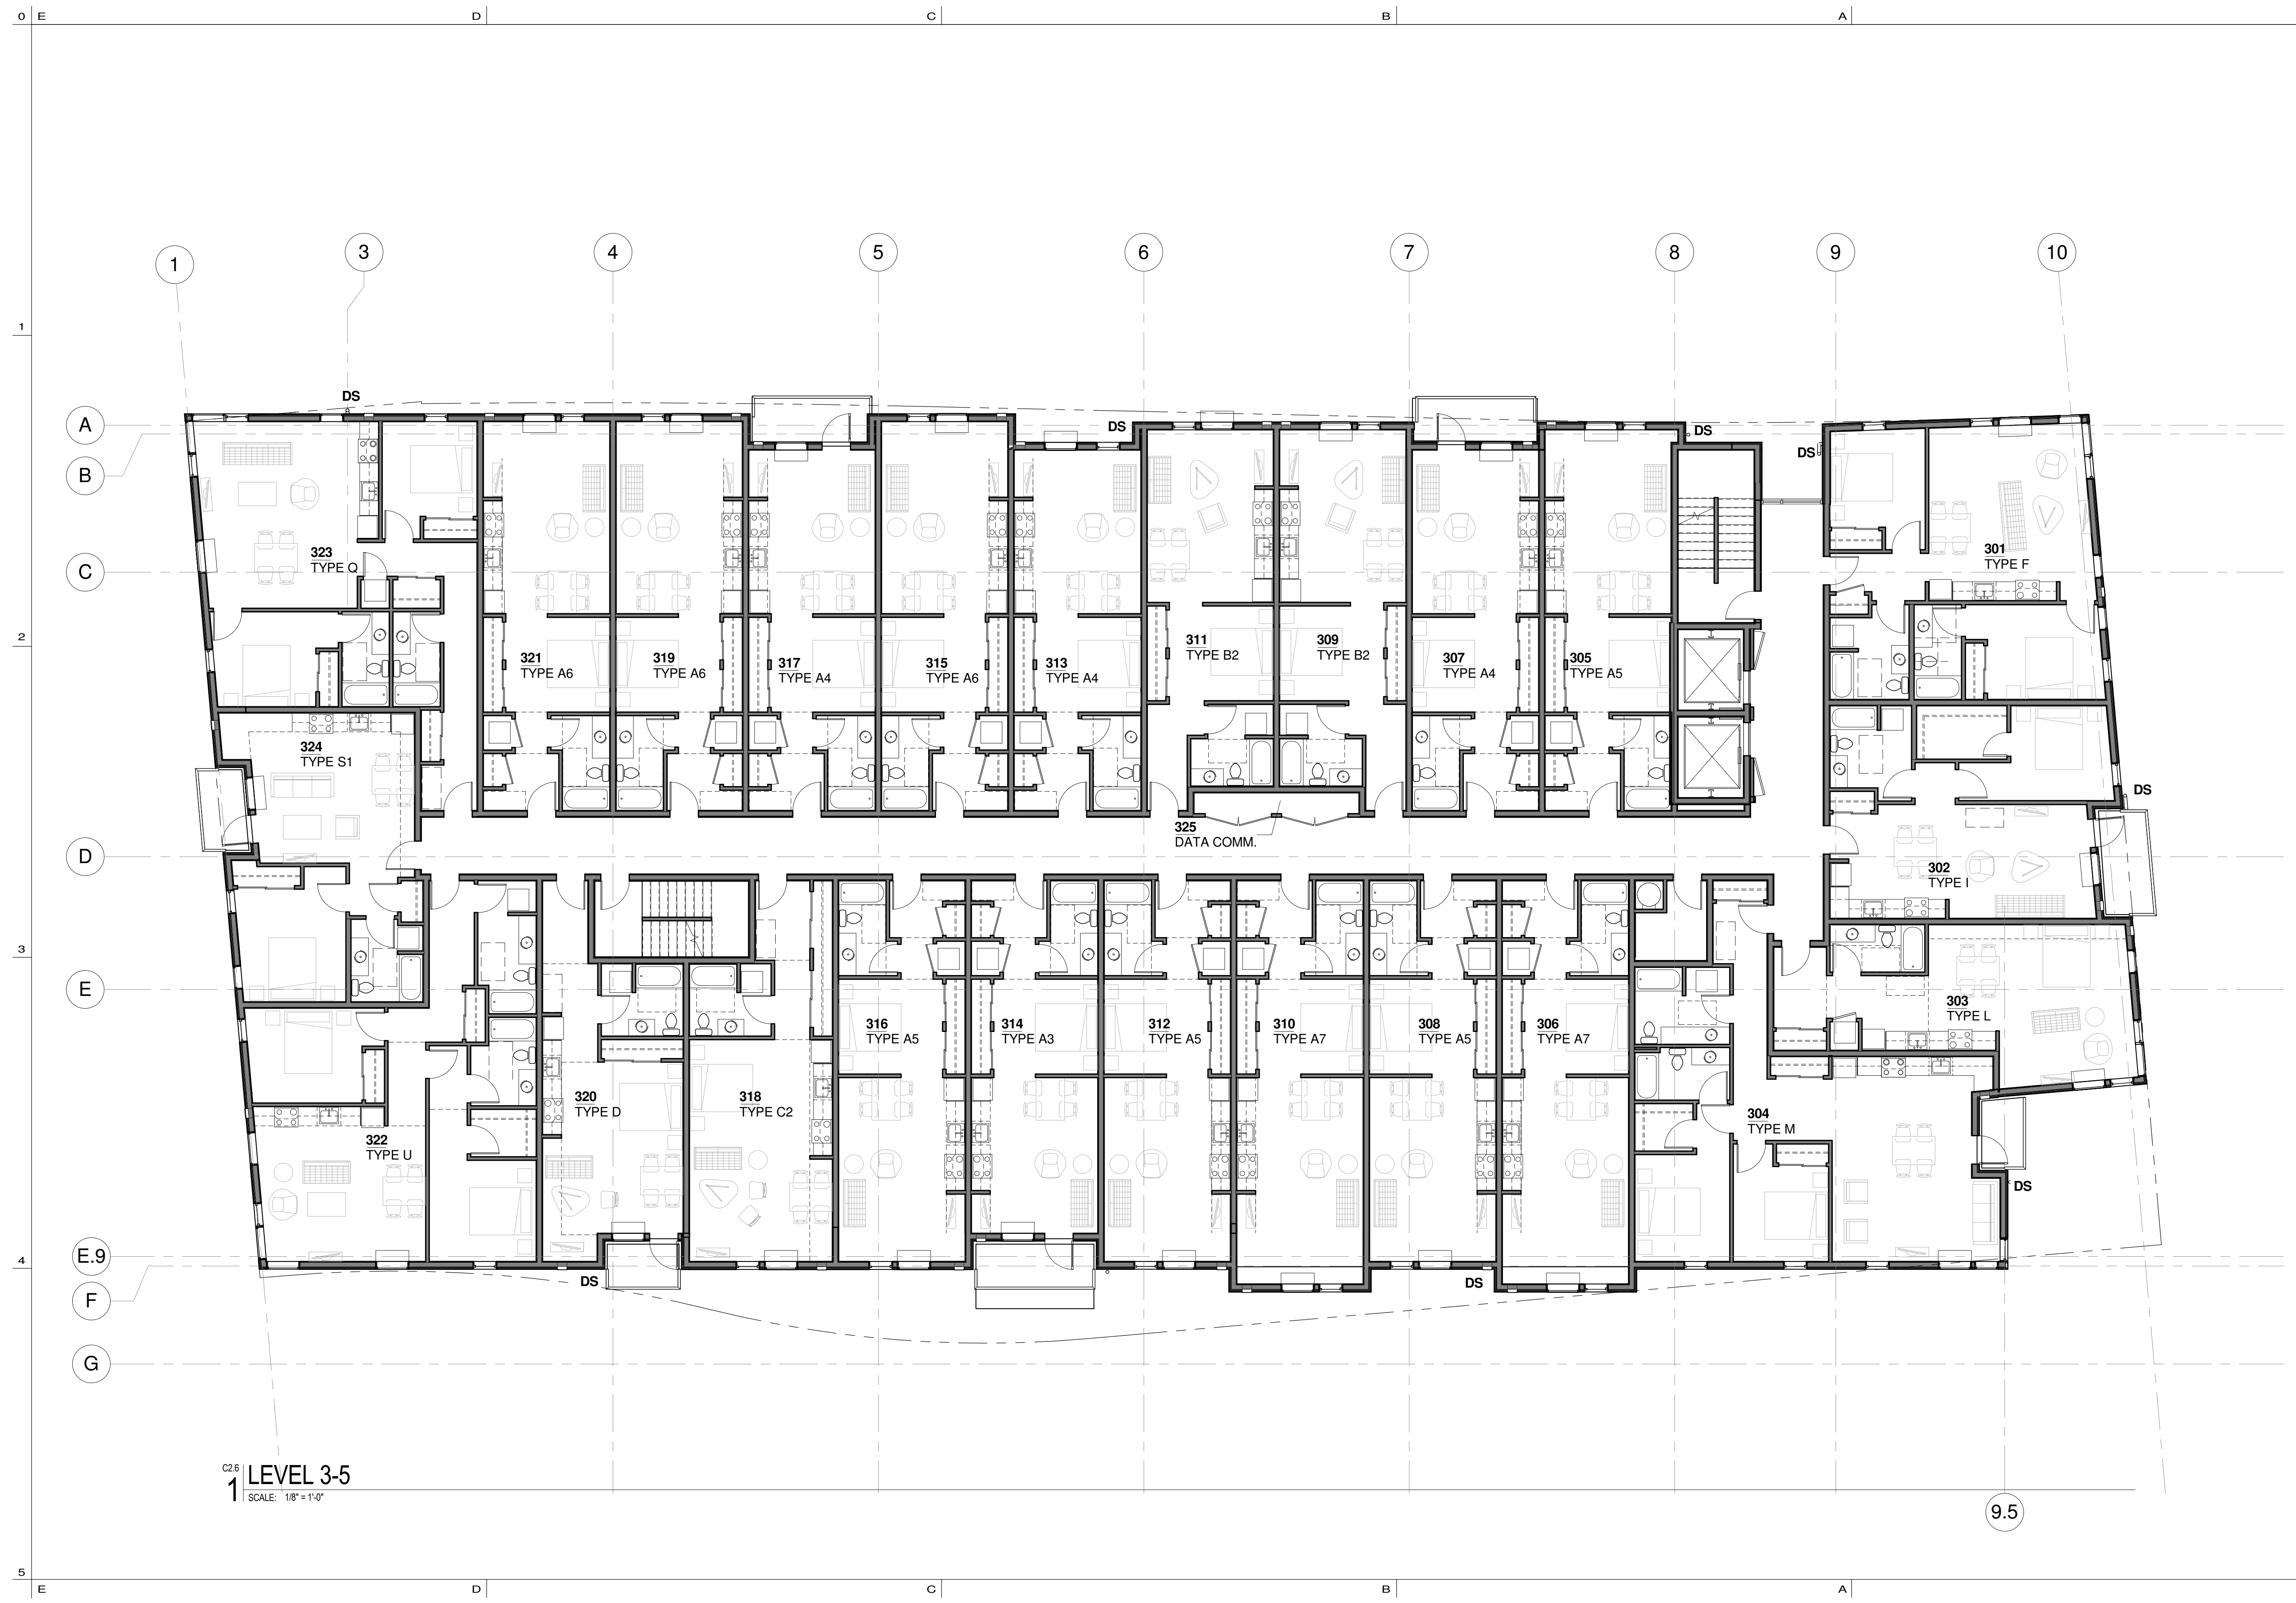 0 E D C B A
1 3 4 5 6 7 8 9 10
1
DS
A
DS
DS
B
DS
C
323
TYPE Q
301
TYPE F
2
321
TYPE A6
319
TYPE A6
317
TYPE A4
315
TYPE A6
313
TYPE A4
311
TYPE B2
309
TYPE B2
307
TYPE A4
305
TYPE A5
324
TYPE S1
DS
325
DATA COMM.
D
302
TYPE I
3
E
316
TYPE A5
314
TYPE A3
312
TYPE A5
310
TYPE A7
308
TYPE A5
306
TYPE A7
303
TYPE L
320
TYPE D
318
TYPE C2
304
TYPE M
322
TYPE U
DS
4
E.9
DS
DS
F
G
C2.6
1
LEVEL 3-5
SCALE: 1/8" = 1'-0"
9.5
5
E D C B A